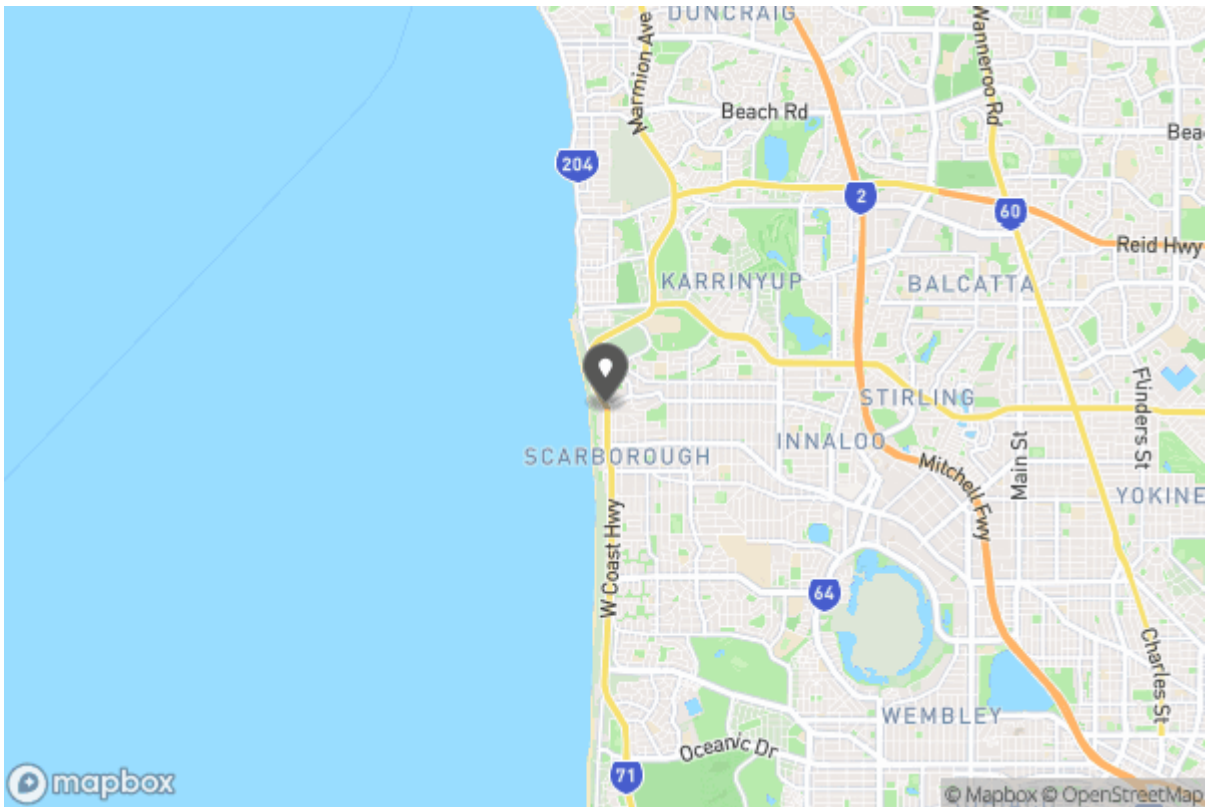 DUNCRAIG
Marmion Ave
Wanneroo Rd
Beach Rd
Bea
204
2
60
Reid Hwy
KARRINYUP
BALCATTA
STIRLING
Flinders St
SCARBOROUGH
INNALOO
Main St
Mitchell Fwy
YOKINE
W Coast Hwy
64
Charles St
WEMBLEY
Oceanic Dr
71
mapbox
© Mapbox © OpenStreetMap